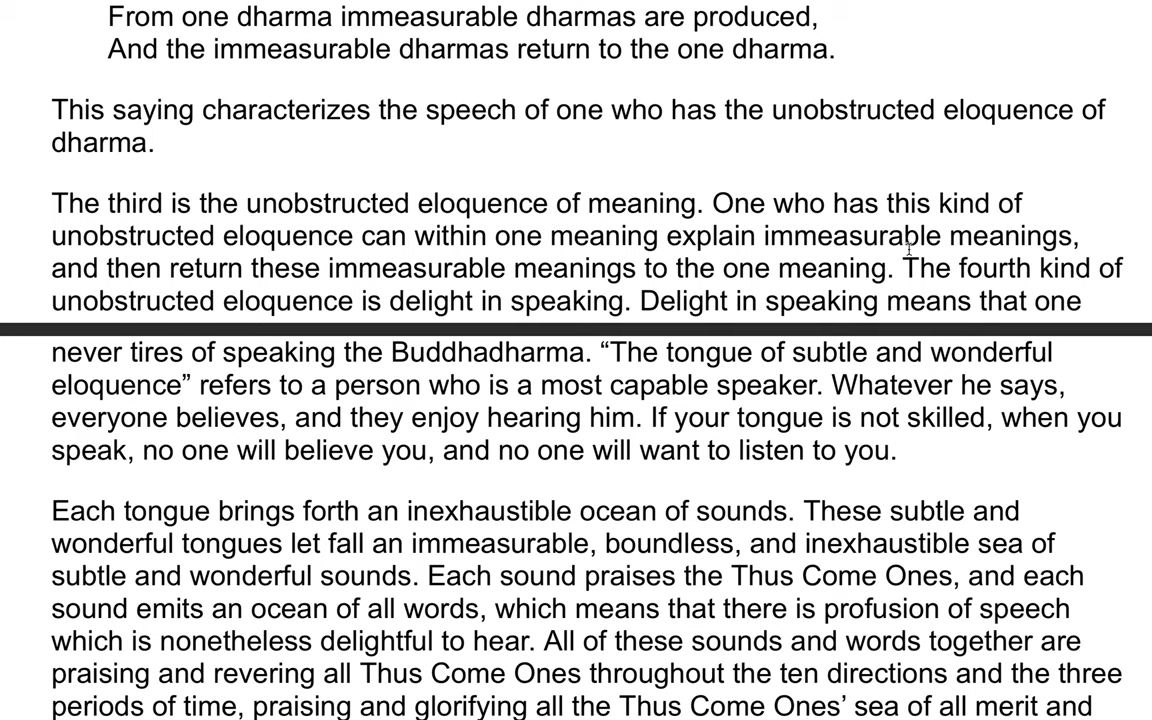 From one dharma immeasurable dharmas are produced,
And the immeasurable dharmas return to the one dharma.
This saying characterizes the speech of one who has the unobstructed eloquence of
dharma.
The third is the unobstructed eloquence of meaning. One who has this kind of
unobstructed eloquence can within one meaning explain immeasurable meanings,
and then return these immeasurable meanings to the one meaning. The fourth kind of
unobstructed eloquence is delight in speaking. Delight in speaking means that one
never tires of speaking the Buddhadharma. “The tongue of subtle and wonderful
eloquence” refers to a person who is a most capable speaker. Whatever he says,
everyone believes, and they enjoy hearing him. If your tongue is not skilled, when you
speak, no one will believe you, and no one will want to listen to you.
Each tongue brings forth an inexhaustible ocean of sounds. These subtle and
wonderful tongues let fall an immeasurable, boundless, and inexhaustible sea of
subtle and wonderful sounds. Each sound praises the Thus Come Ones, and each
sound emits an ocean of all words, which means that there is profusion of speech
which is nonetheless delightful to hear. All of these sounds and words together are
praising and revering all Thus Come Ones throughout the ten directions and the three
periods of time, praising and glorifying all the Thus Come Ones’ sea of all merit and